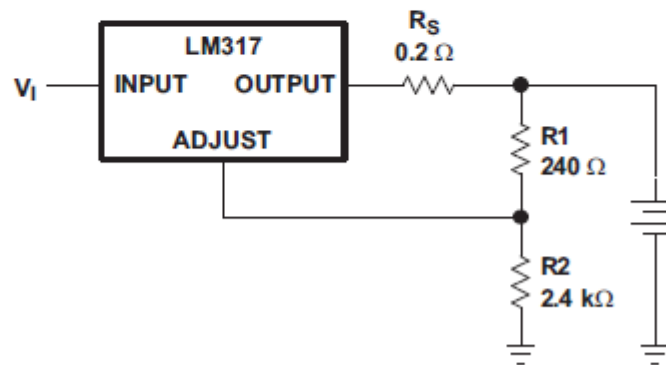 LM317
V_I
INPUT
OUTPUT
ADJUST
R_S
0.2 Ω
R1
240 Ω
R2
2.4 kΩ